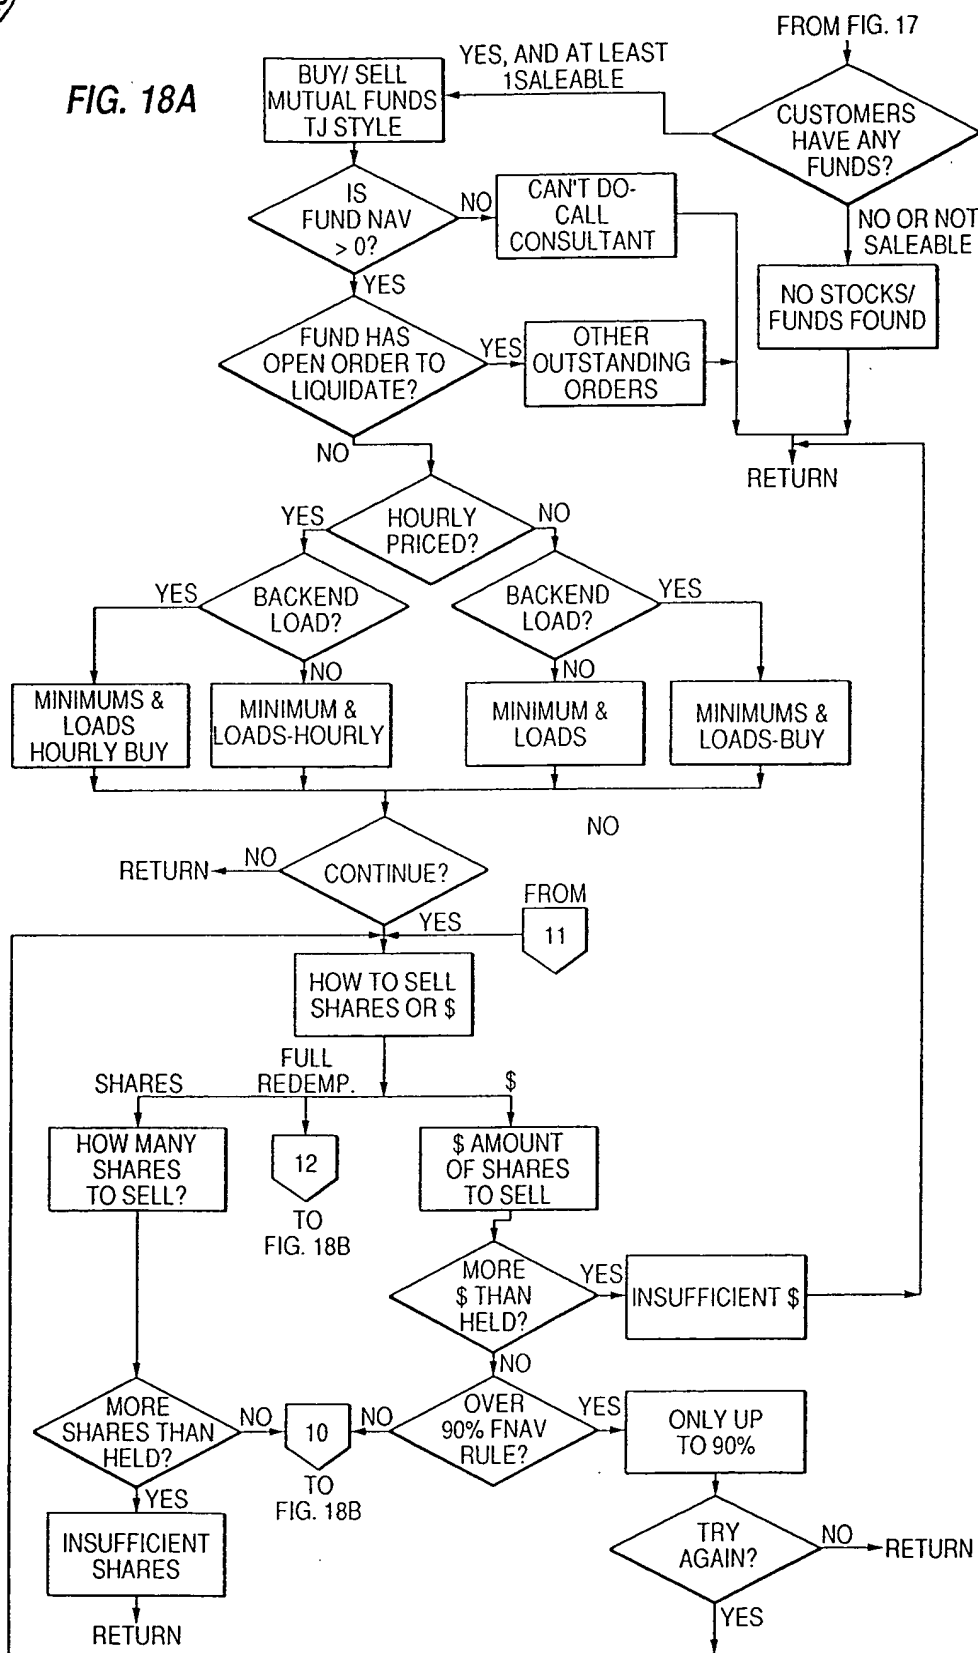 FROM FIG. 17
FIG. 18A
BUY/ SELL
MUTUAL FUNDS
TJ STYLE
YES, AND AT LEAST
1SALEABLE
CUSTOMERS
HAVE ANY
FUNDS?
IS
FUND NAV
> 0?
NO
CAN'T DO-
CALL
CONSULTANT
NO OR NOT
SALEABLE
YES
NO STOCKS/
FUNDS FOUND
FUND HAS
OPEN ORDER TO
LIQUIDATE?
YES
OTHER
OUTSTANDING
ORDERS
NO
RETURN
YES
HOURLY
PRICED?
NO
YES
BACKEND
LOAD?
BACKEND
LOAD?
YES
NO
NO
MINIMUMS &
LOADS
HOURLY BUY
MINIMUM &
LOADS-HOURLY
MINIMUM &
LOADS
MINIMUMS &
LOADS-BUY
NO
RETURN
NO
CONTINUE?
YES
FROM
11
HOW TO SELL
SHARES OR $
SHARES
FULL
REDEMP.
$
HOW MANY
SHARES
TO SELL?
12
TO
FIG. 18B
$ AMOUNT
OF SHARES
TO SELL
MORE
$ THAN
HELD?
YES
INSUFFICIENT $
NO
MORE
SHARES THAN
HELD?
NO
10
TO
FIG. 18B
NO
OVER
90% FNAV
RULE?
YES
ONLY UP
TO 90%
YES
INSUFFICIENT
SHARES
RETURN
TRY
AGAIN?
NO
RETURN
YES